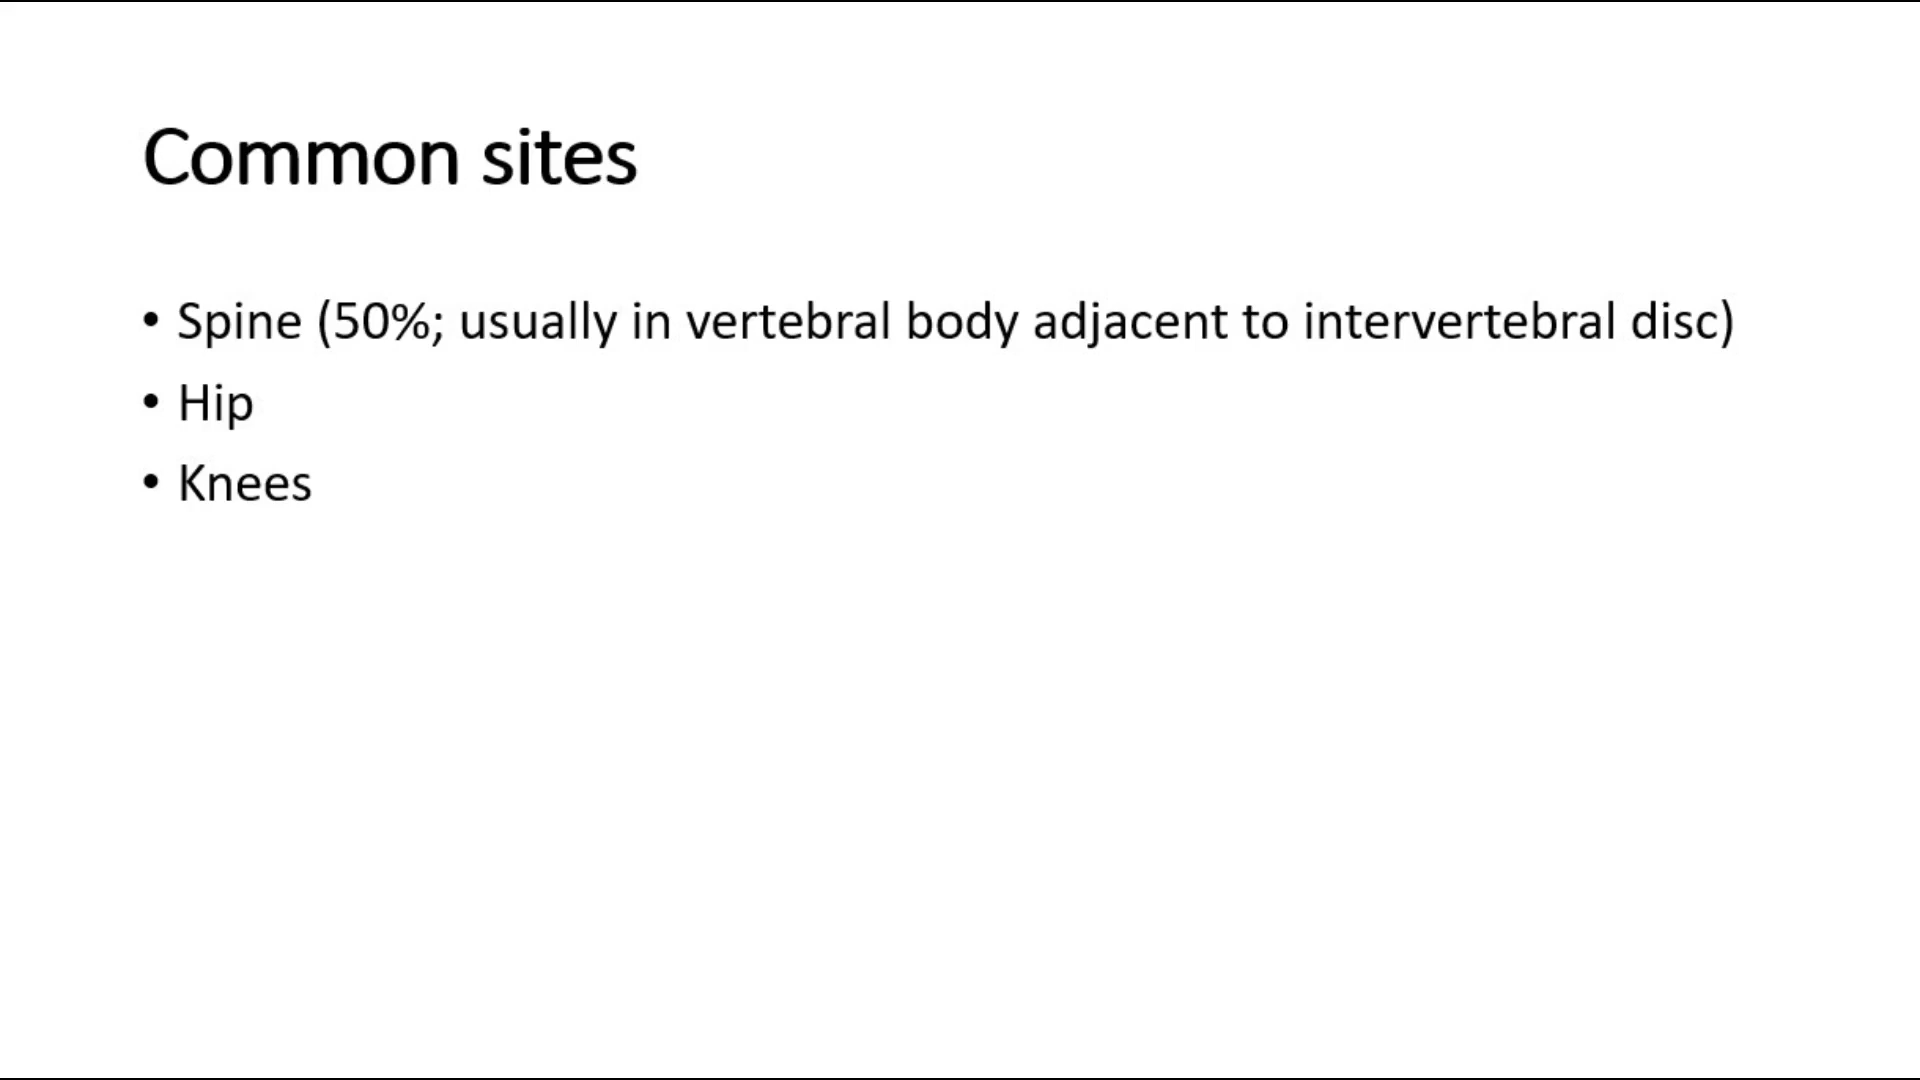 Common sites
• Spine (50%; usually in vertebral body adjacent to intervertebral disc)
• Hip
• Knees